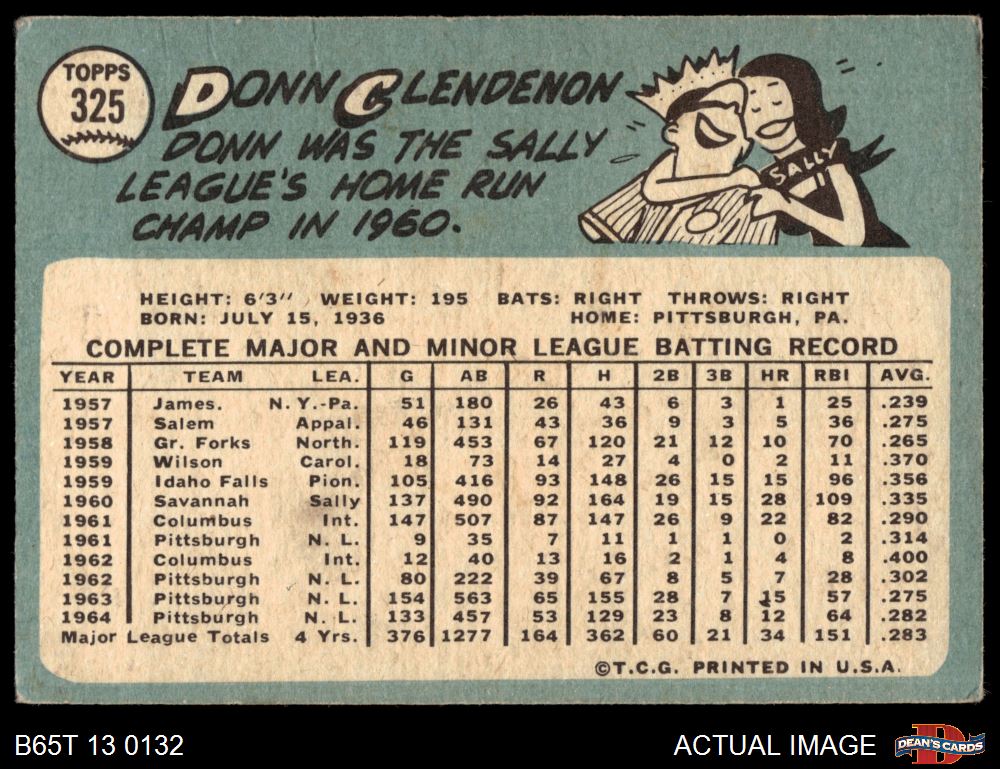 TOPPS
325
DONN CLENDENON
DONN WAS THE SALLY
LEAGUE'S HOME RUN
CHAMP IN 1960.
SALLY
HEIGHT: 6'3" WEIGHT: 195 BATS: RIGHT THROWS: RIGHT
BORN: JULY 15, 1936 HOME: PITTSBURGH, PA.
COMPLETE MAJOR AND MINOR LEAGUE BATTING RECORD
YEAR TEAM LEA. G AB R H 2B 3B HR RBI AVG.
1957 James. N.Y.-Pa. 51 180 26 43 6 3 1 25 .239
1957 Salem Appal. 46 131 43 36 9 3 5 36 .275
1958 Gr. Forks North. 119 453 67 120 21 12 10 70 .265
1959 Wilson Carol. 18 73 14 27 4 0 2 11 .370
1959 Idaho Falls Pion. 105 416 93 148 26 15 15 96 .356
1960 Savannah Sally 137 490 92 164 19 15 28 109 .335
1961 Columbus Int. 147 507 87 147 26 9 22 82 .290
1961 Pittsburgh N. L. 9 35 7 11 1 1 0 2 .314
1962 Columbus Int. 12 40 13 16 2 1 4 8 .400
1962 Pittsburgh N. L. 80 222 39 67 8 5 7 28 .302
1963 Pittsburgh N. L. 154 563 65 155 28 7 15 57 .275
1964 Pittsburgh N. L. 133 457 53 129 23 8 12 64 .282
Major League Totals 4 Yrs. 376 1277 164 362 60 21 34 151 .283
©T.C.G. PRINTED IN U.S.A.
B65T 13 0132 ACTUAL IMAGE
D
DEAN'S CARDS